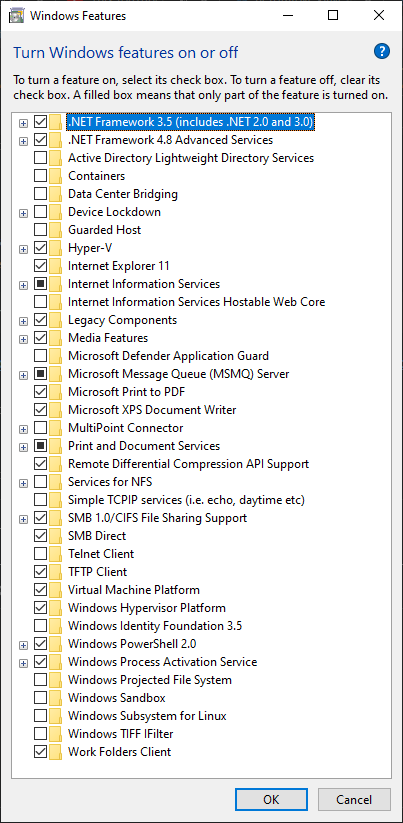 Windows Features
Turn Windows features on or off
To turn a feature on, select its check box. To turn a feature off, clear its
check box. A filled box means that only part of the feature is turned on.
.NET Framework 3.5 (includes .NET 2.0 and 3.0)
.NET Framework 4.8 Advanced Services
Active Directory Lightweight Directory Services
Containers
Data Center Bridging
Device Lockdown
Guarded Host
Hyper-V
Internet Explorer 11
Internet Information Services
Internet Information Services Hostable Web Core
Legacy Components
Media Features
Microsoft Defender Application Guard
Microsoft Message Queue (MSMQ) Server
Microsoft Print to PDF
Microsoft XPS Document Writer
MultiPoint Connector
Print and Document Services
Remote Differential Compression API Support
Services for NFS
Simple TCPIP services (i.e. echo, daytime etc)
SMB 1.0/CIFS File Sharing Support
SMB Direct
Telnet Client
TFTP Client
Virtual Machine Platform
Windows Hypervisor Platform
Windows Identity Foundation 3.5
Windows PowerShell 2.0
Windows Process Activation Service
Windows Projected File System
Windows Sandbox
Windows Subsystem for Linux
Windows TIFF IFilter
Work Folders Client
OK
Cancel